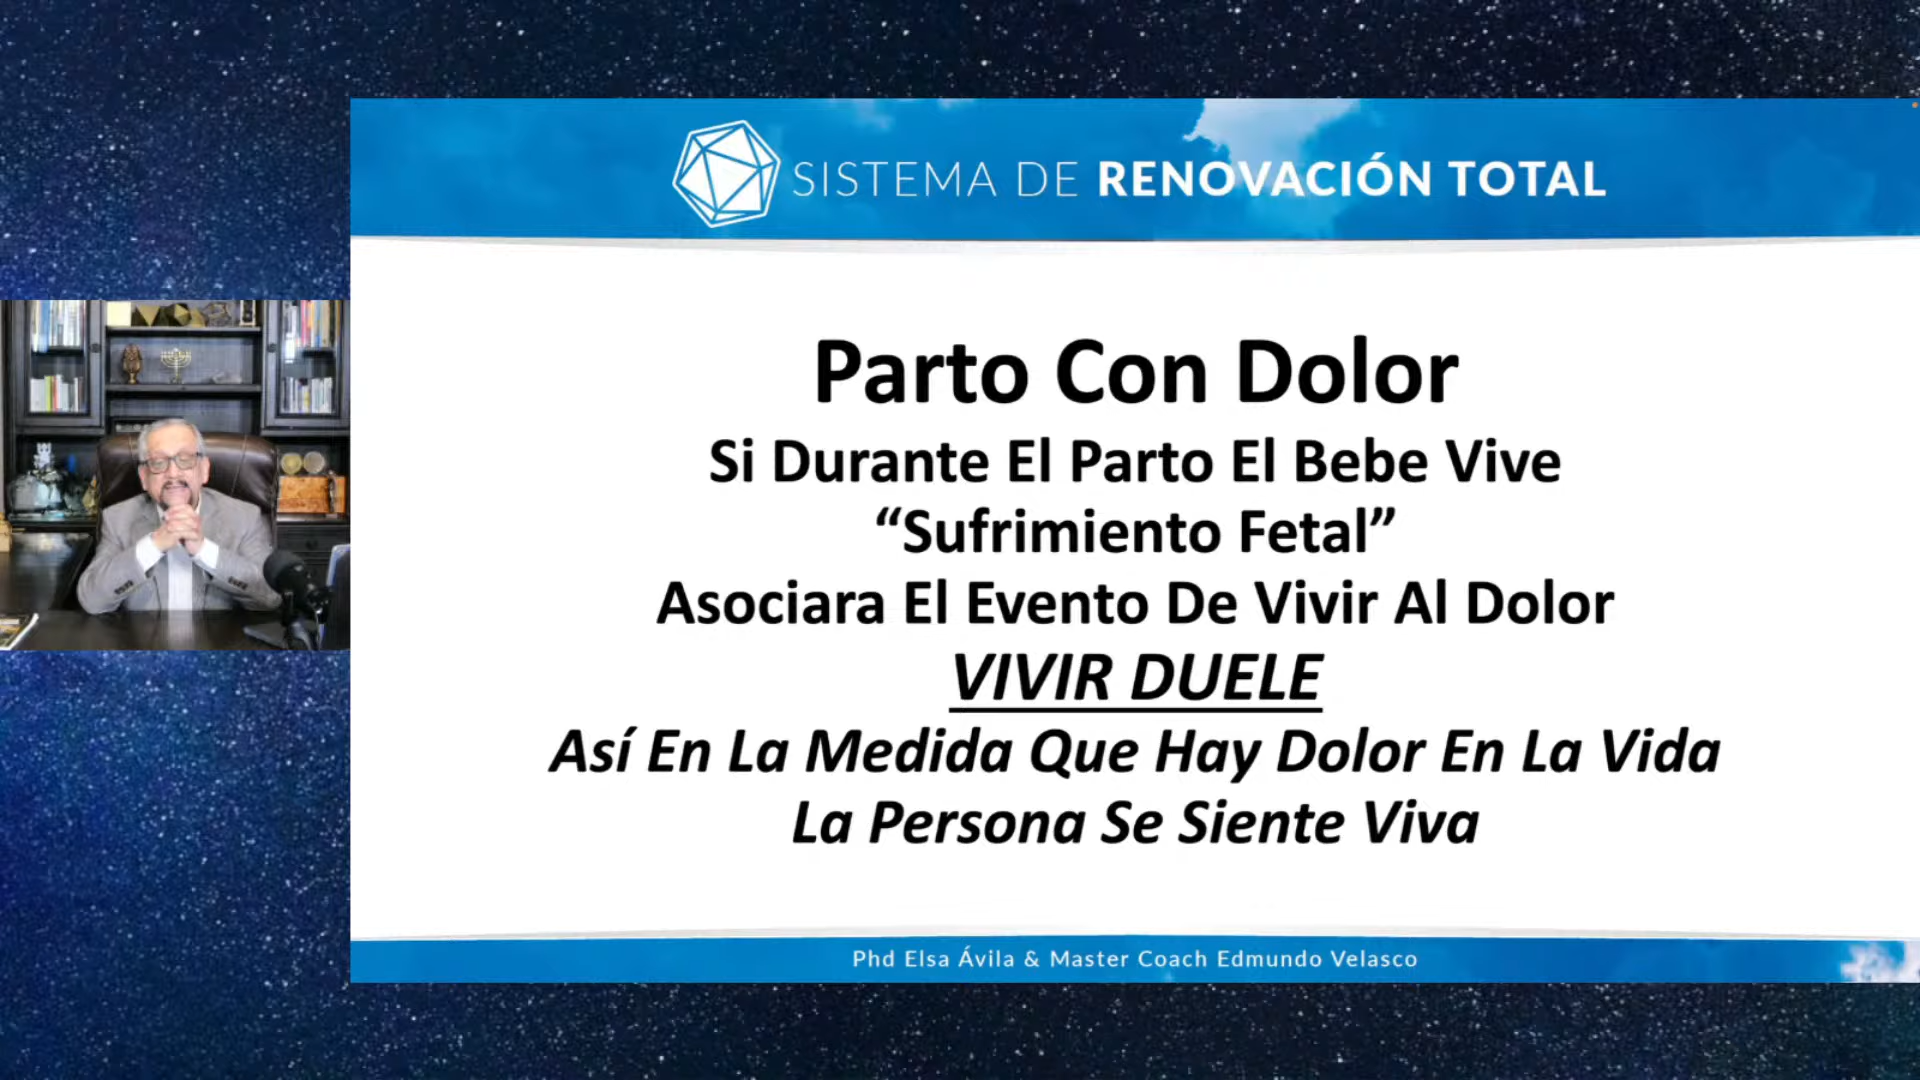 SISTEMA DE RENOVACIÓN TOTAL
Parto Con Dolor
Si Durante El Parto El Bebe Vive
“Sufrimiento Fetal”
Asociara El Evento De Vivir Al Dolor
VIVIR DUELE
Así En La Medida Que Hay Dolor En La Vida
La Persona Se Siente Viva
Phd Elsa Ávila & Master Coach Edmundo Velasco